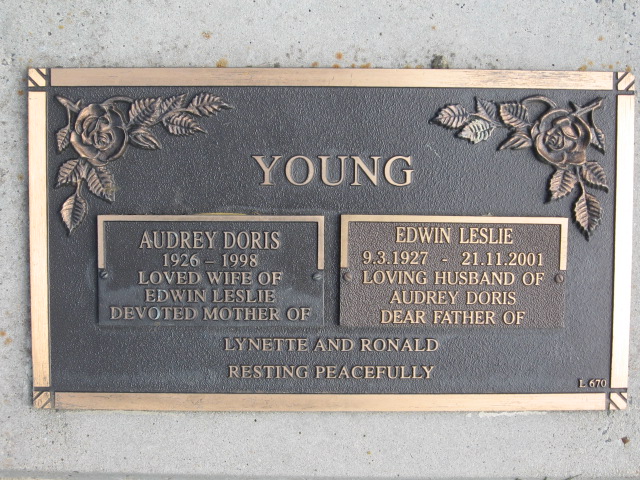 YOUNG
AUDREY DORIS
1926 – 1998
LOVED WIFE OF
EDWIN LESLIE
DEVOTED MOTHER OF
EDWIN LESLIE
9.3.1927 - 21.11.2001
LOVING HUSBAND OF
AUDREY DORIS
DEAR FATHER OF
LYNETTE AND RONALD
RESTING PEACEFULLY
L 670